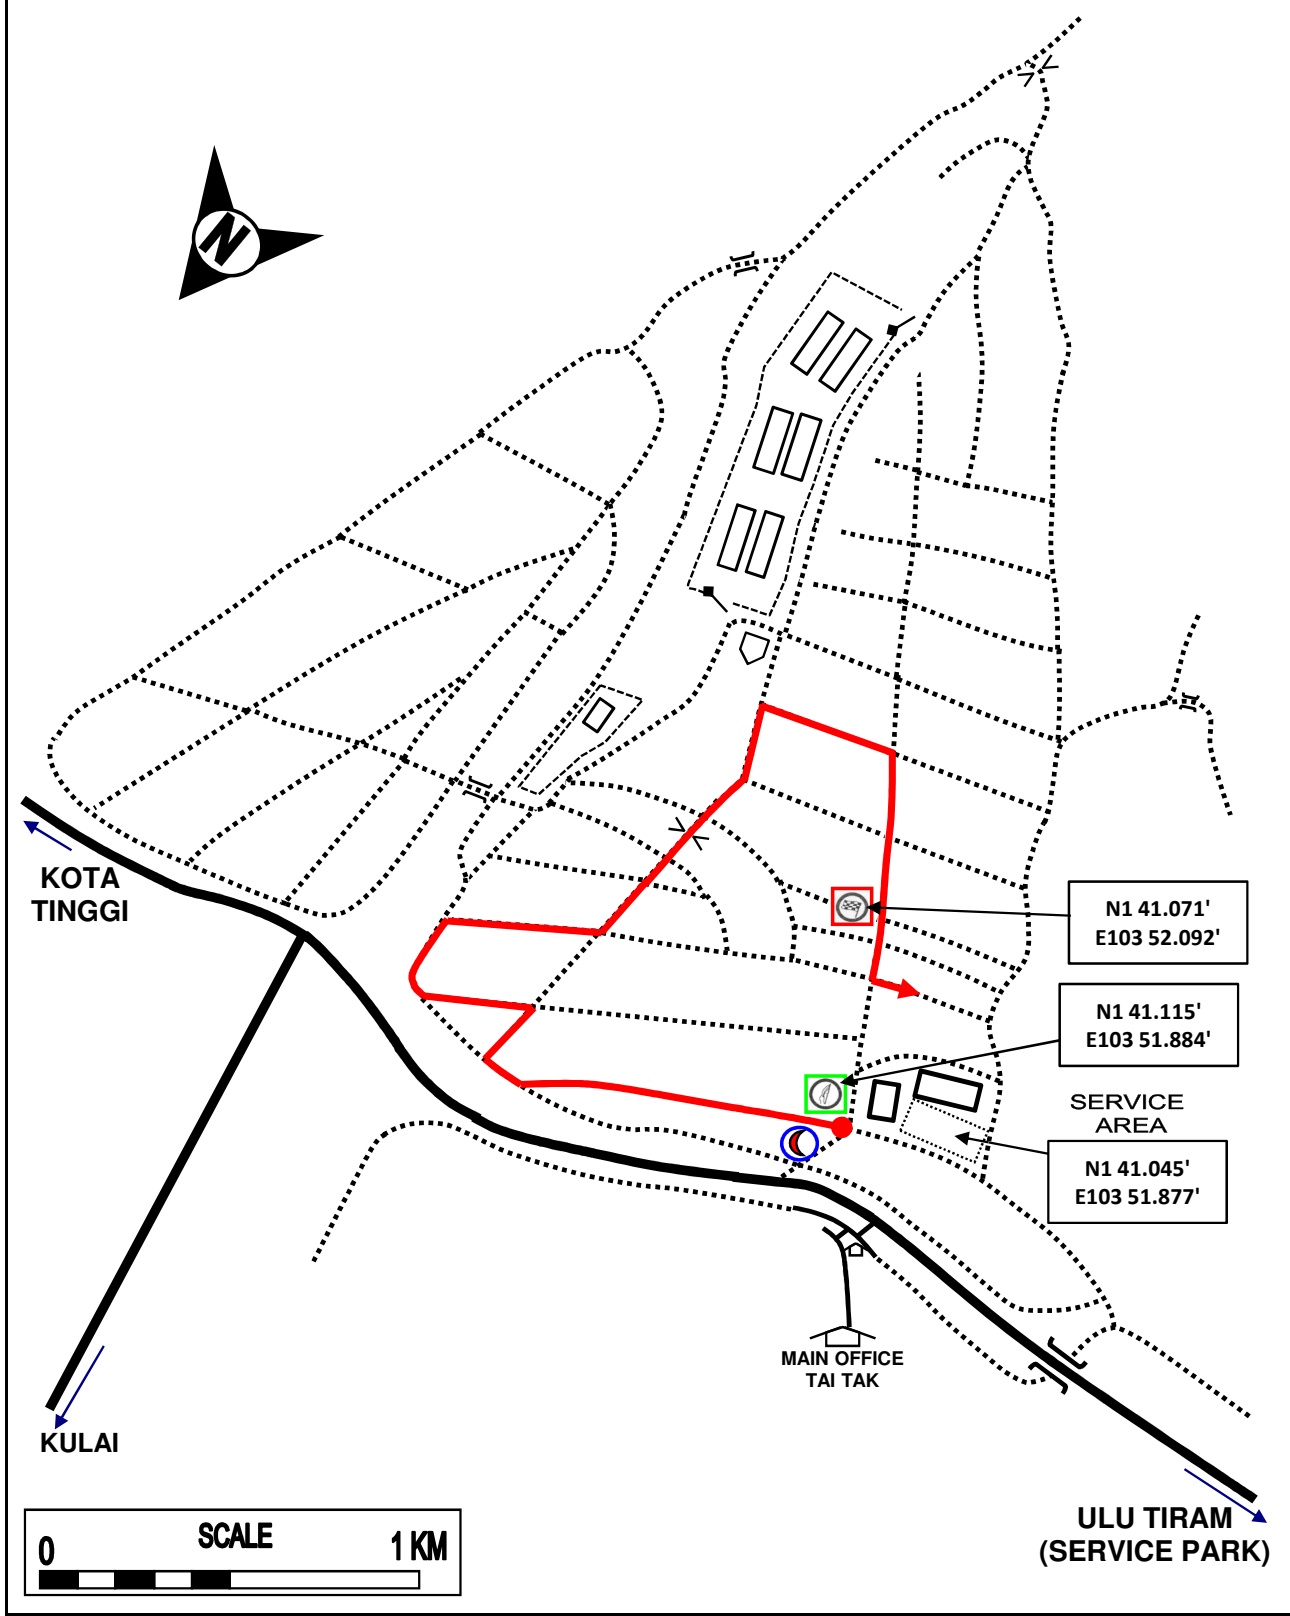 N
KOTA
TINGGI
N1 41.071'
E103 52.092'
N1 41.115'
E103 51.884'
SERVICE
AREA
N1 41.045'
E103 51.877'
MAIN OFFICE
TAI TAK
KULAI
ULU TIRAM
(SERVICE PARK)
SCALE
0 1 KM